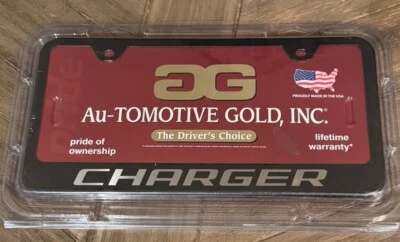 AG
PROUDLY MADE IN THE USA
Au-TOMOTIVE GOLD, INC.
The Driver's Choice
pride of
ownership
lifetime
warranty*
CHARGER